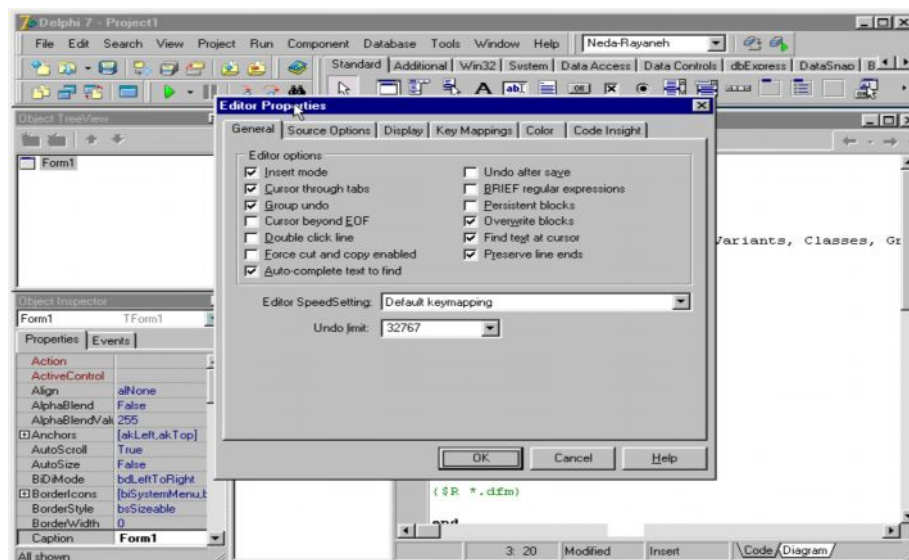 Delphi 7 - Project1
File Edit Search View Project Run Component Database Tools Window Help
Neda-Rayaneh
Standard Additional Win32 System Data Access Data Controls dbExpress DataSnap B
Object TreeView
Form1
Editor Properties
General Source Options Display Key Mappings Color Code Insight
Editor options
Insert mode
Cursor through tabs
Group undo
Cursor beyond EOF
Double click line
Force cut and copy enabled
Auto-complete text to find
Undo after save
BRIEF regular expressions
Persistent blocks
Overwrite blocks
Find text at cursor
Preserve line ends
Editor SpeedSetting: Default keymapping
Undo limit: 32767
OK Cancel Help
Variants, Classes, Gr
Object Inspector
Form1 TForm1
Properties Events
Action
ActiveControl
Align alNone
AlphaBlend False
AlphaBlendValu 255
Anchors [akLeft,akTop]
AutoScroll True
AutoSize False
BiDiMode bdLeftToRight
BorderIcons [biSystemMenu,
BorderStyle bsSizeable
BorderWidth 0
Caption Form1
All shown
{$R *.dfm}
end
3: 20 Modified Insert Code Diagram